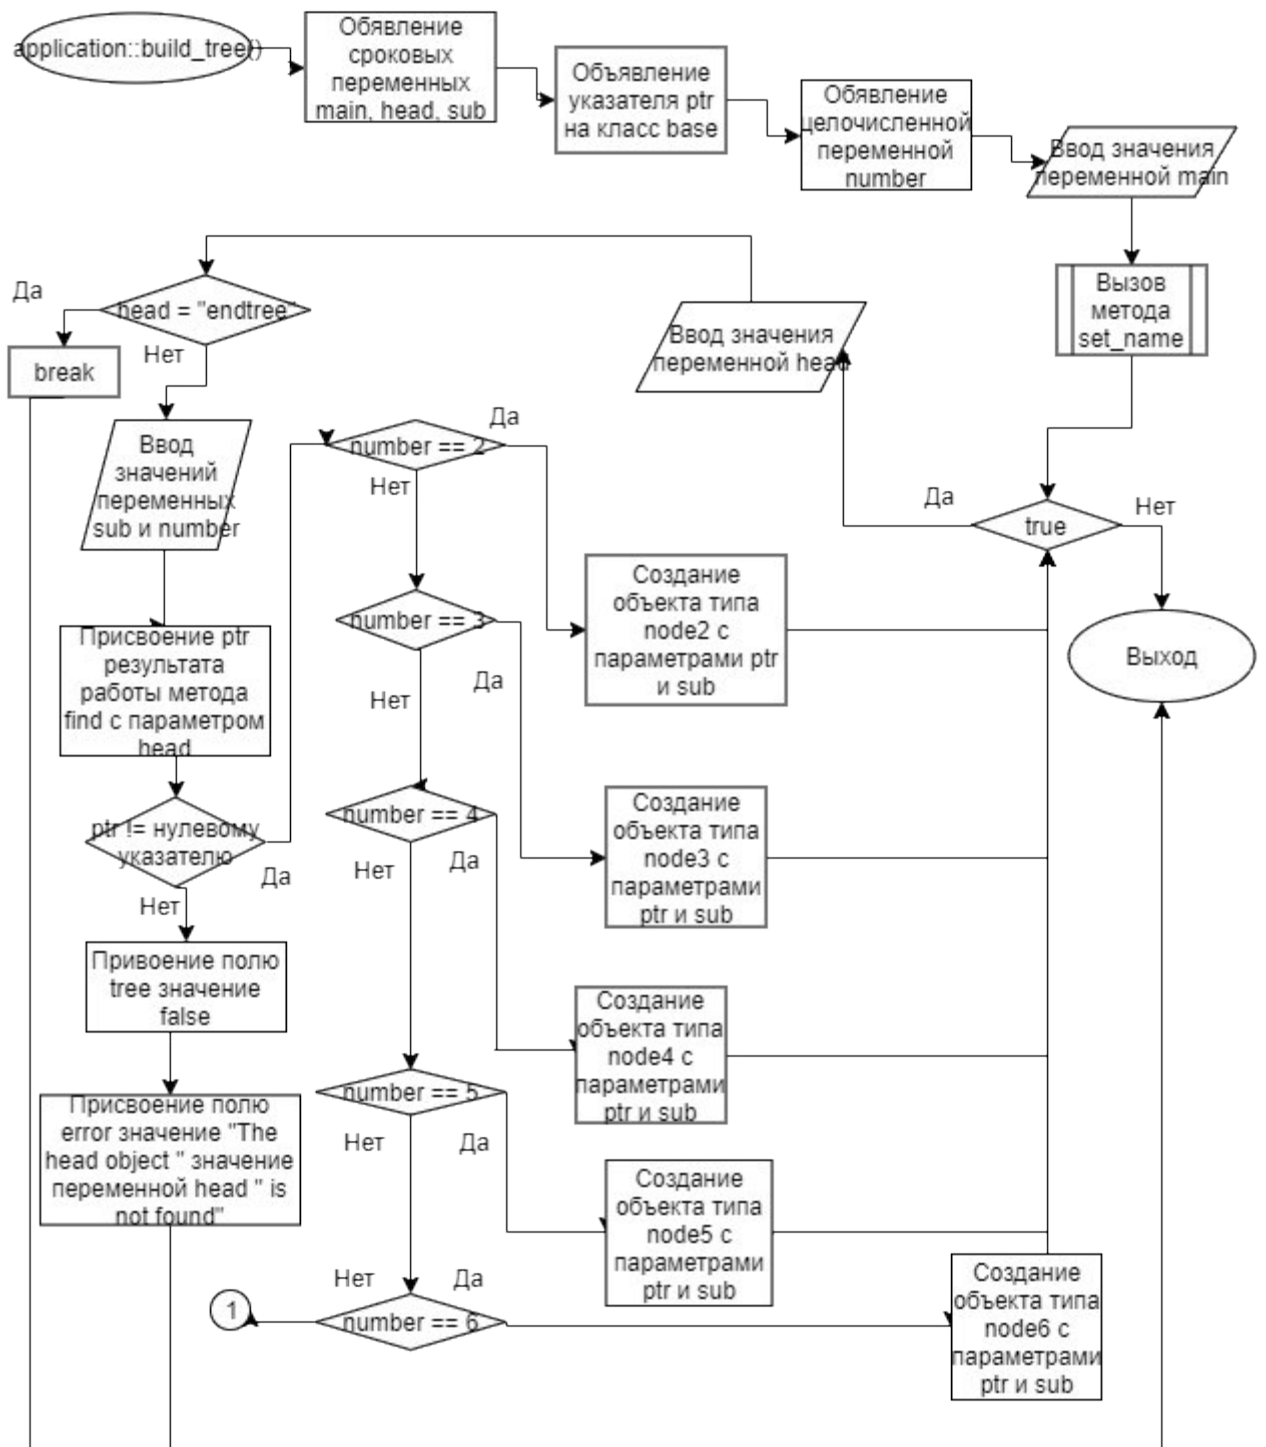 application::build_tree()
Обявление
сроковых
переменных
main, head, sub
Объявление
указателя ptr
на класс base
Обявление
целочисленной
переменной
number
Ввод значения
переменной main
Вызов
метода
set_name
true
Да
Нет
Выход
Ввод значения
переменной head
head = "endtree"
Да
Нет
break
Ввод
значений
переменных
sub и number
Присвоение ptr
результата
работы метода
find с параметром
head
ptr != нулевому
указателю
Да
Нет
Привоение полю
tree значение
false
Присвоение полю
error значение "The
head object " значение
переменной head " is
not found"
number == 2
Да
Нет
Создание
объекта типа
node2 с
параметрами ptr
и sub
number == 3
Да
Нет
Создание
объекта типа
node3 с
параметрами
ptr и sub
number == 4
Нет
Да
Создание
объекта типа
node4 с
параметрами
ptr и sub
number == 5
Нет
Да
Создание
объекта типа
node5 с
параметрами
ptr и sub
number == 6
Нет
Да
1
Создание
объекта типа
node6 с
параметрами
ptr и sub